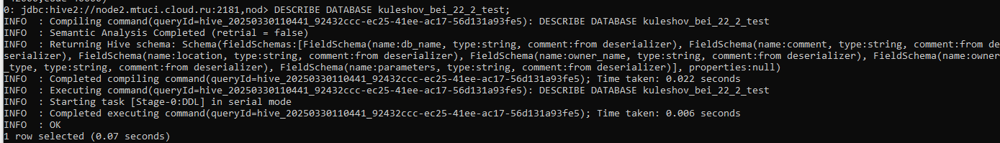 0: jdbc:hive2://node2.mtuci.cloud.ru:2181,nod> DESCRIBE DATABASE kuleshov_bei_22_2_test;
INFO  : Compiling command(queryId=hive_20250330110441_92432ccc-ec25-41ee-ac17-56d131a93fe5): DESCRIBE DATABASE kuleshov_bei_22_2_test
INFO  : Semantic Analysis Completed (retrial = false)
INFO  : Returning Hive schema: Schema(fieldSchemas:[FieldSchema(name:db_name, type:string, comment:from deserializer), FieldSchema(name:comment, type:string, comment:from de
serializer), FieldSchema(name:location, type:string, comment:from deserializer), FieldSchema(name:owner_name, type:string, comment:from deserializer), FieldSchema(name:owner
_type, type:string, comment:from deserializer), FieldSchema(name:parameters, type:string, comment:from deserializer)], properties:null)
INFO  : Completed compiling command(queryId=hive_20250330110441_92432ccc-ec25-41ee-ac17-56d131a93fe5); Time taken: 0.022 seconds
INFO  : Executing command(queryId=hive_20250330110441_92432ccc-ec25-41ee-ac17-56d131a93fe5): DESCRIBE DATABASE kuleshov_bei_22_2_test
INFO  : Starting task [Stage-0:DDL] in serial mode
INFO  : Completed executing command(queryId=hive_20250330110441_92432ccc-ec25-41ee-ac17-56d131a93fe5); Time taken: 0.006 seconds
INFO  : OK
1 row selected (0.07 seconds)